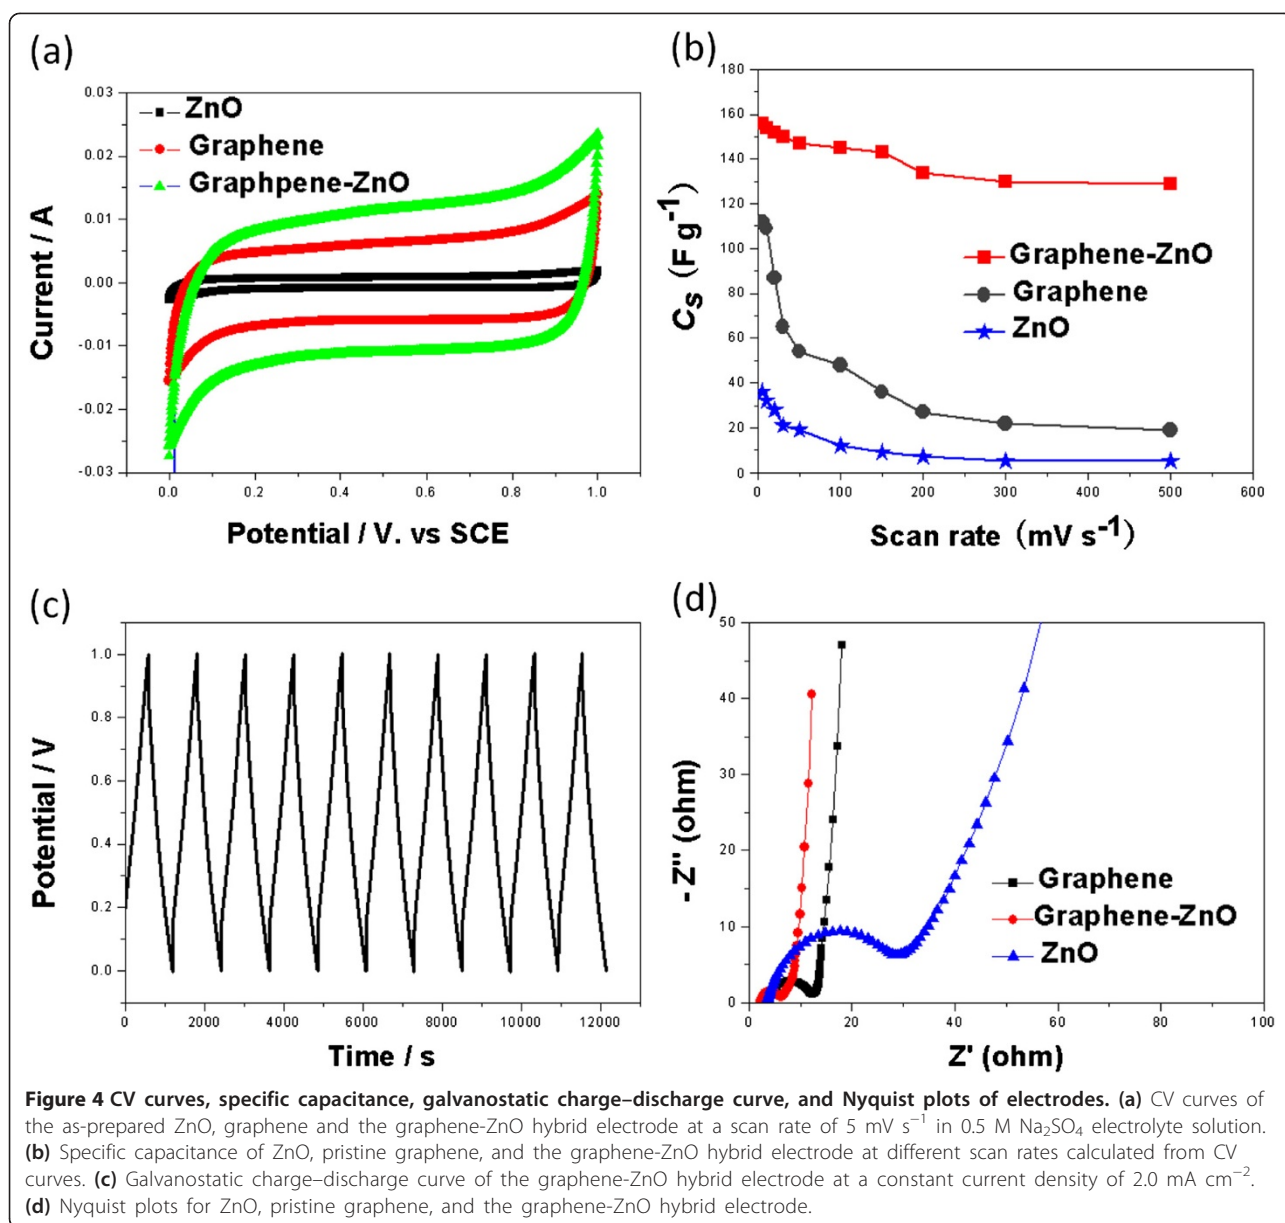 (a)
0.03
0.02
0.01
0.00
-0.01
-0.02
-0.03
Current / A
ZnO
Graphene
Graphpene-ZnO
0.0 0.2 0.4 0.6 0.8 1.0
Potential / V. vs SCE
(b)
180
160
140
120
100
80
60
40
20
0
Cs (F g-1)
Graphene-ZnO
Graphene
ZnO
0 100 200 300 400 500 600
Scan rate (mV s-1)
(c)
1.0
0.8
0.6
0.4
0.2
0.0
Potential / V
0 2000 4000 6000 8000 10000 12000
Time / s
(d)
50
40
30
20
10
0
-Z'' (ohm)
Graphene
Graphene-ZnO
ZnO
0 20 40 60 80 100
Z' (ohm)
Figure 4 CV curves, specific capacitance, galvanostatic charge–discharge curve, and Nyquist plots of electrodes. (a) CV curves of
the as-prepared ZnO, graphene and the graphene-ZnO hybrid electrode at a scan rate of 5 mV s−1 in 0.5 M Na2SO4 electrolyte solution.
(b) Specific capacitance of ZnO, pristine graphene, and the graphene-ZnO hybrid electrode at different scan rates calculated from CV
curves. (c) Galvanostatic charge–discharge curve of the graphene-ZnO hybrid electrode at a constant current density of 2.0 mA cm−2.
(d) Nyquist plots for ZnO, pristine graphene, and the graphene-ZnO hybrid electrode.